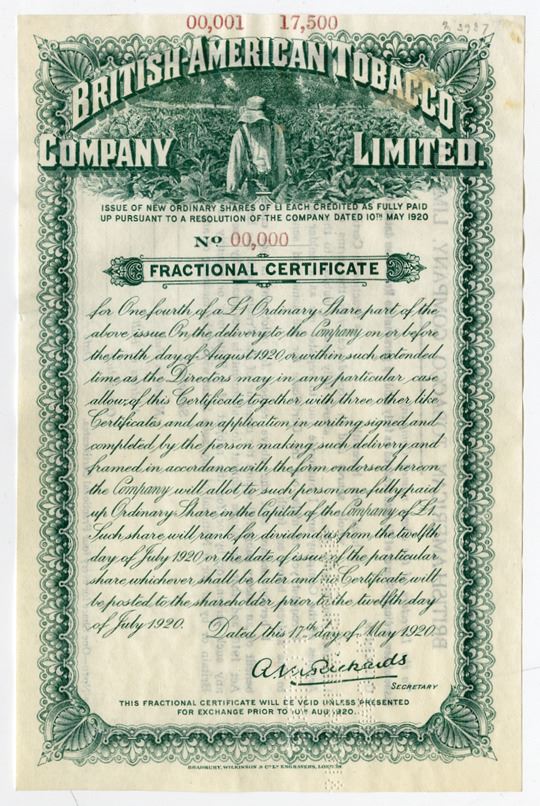 00,001 17,500
2 3937
BRITISH-AMERICAN TOBACCO
COMPANY LIMITED.
ISSUE OF NEW ORDINARY SHARES OF £1 EACH CREDITED AS FULLY PAID
UP PURSUANT TO A RESOLUTION OF THE COMPANY DATED 10TH MAY 1920
No 00,000
FRACTIONAL CERTIFICATE
for One fourth of a £1 Ordinary Share part of the
above issue. On the delivery to the Company on or before
the tenth day of August 1920 or within such extended
time as the Directors may in any particular case
allow, of this Certificate together with three other like
Certificates and an application in writing signed and
completed by the person making such delivery and
framed in accordance with the form endorsed hereon
the Company will allot to such person one fully paid
up Ordinary Share in the Capital of the Company of £1.
Such share will rank for dividend as from the twelfth
day of July 1920 or the date of issue of the particular
share whichever shall be later and no Certificate will
be posted to the shareholder prior to the twelfth day
of July 1920. Dated this 17th day of May 1920.
Rickards
SECRETARY
THIS FRACTIONAL CERTIFICATE WILL BE VOID UNLESS PRESENTED
FOR EXCHANGE PRIOR TO 10TH AUG 1920.
BRADBURY, WILKINSON & Co. Ld. ENGRAVERS, LONDON.